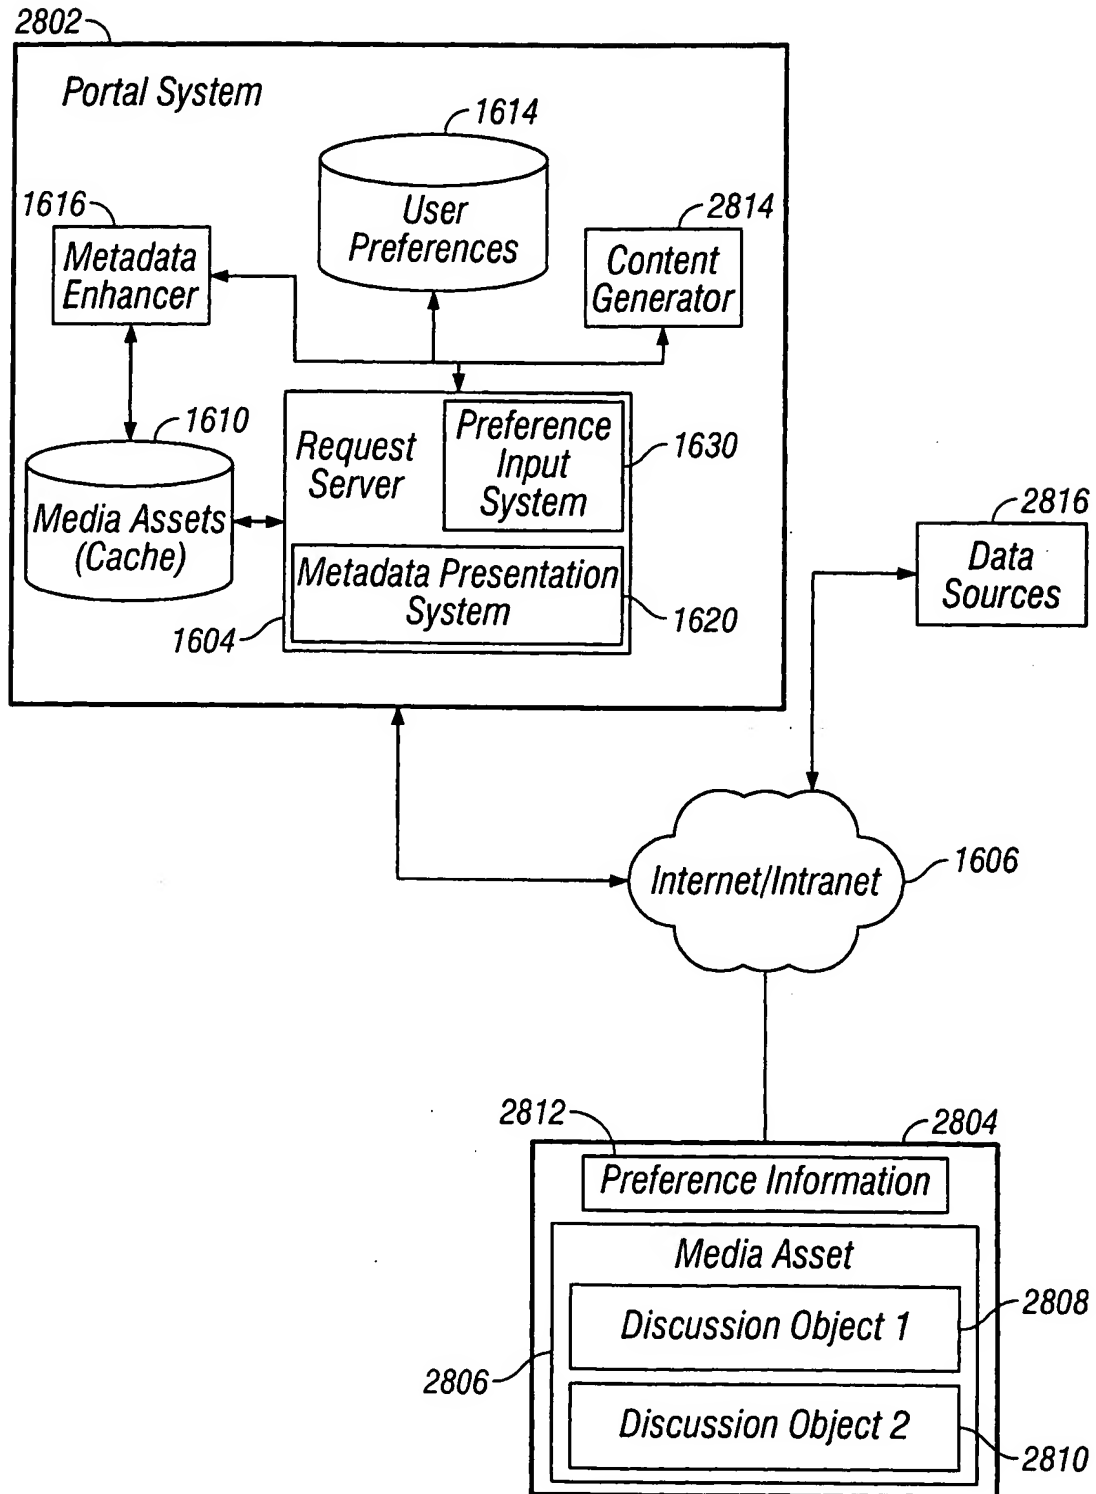 2802
Portal System
1614
User
Preferences
1616
Metadata
Enhancer
2814
Content
Generator
1610
Media Assets
(Cache)
Request
Server
Preference
Input
System
1630
Metadata Presentation
System
1604
1620
2816
Data
Sources
Internet/Intranet
1606
2812
2804
Preference Information
Media Asset
Discussion Object 1
2808
2806
Discussion Object 2
2810